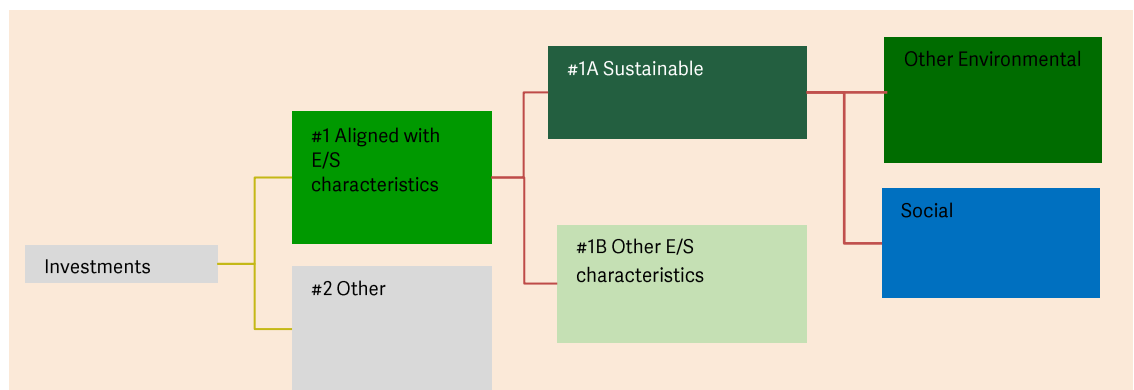 Investments
#1 Aligned with
E/S
characteristics
#2 Other
#1A Sustainable
#1B Other E/S
characteristics
Other Environmental
Social